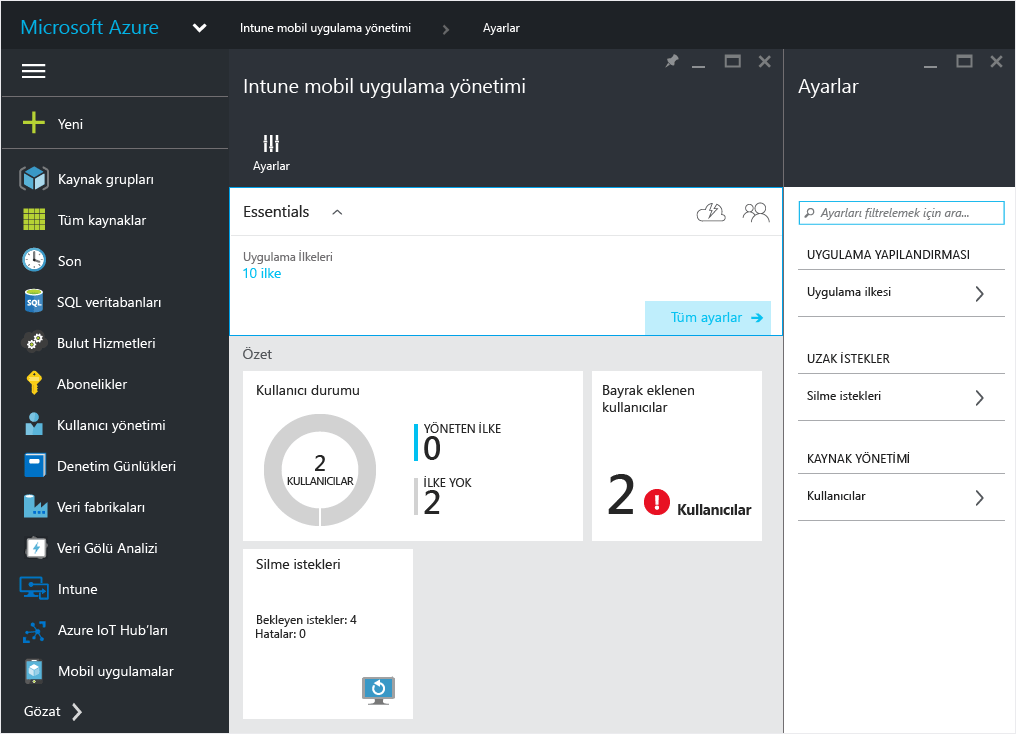 Microsoft Azure
Intune mobil uygulama yönetimi
Ayarlar
Yeni
Kaynak grupları
Tüm kaynaklar
Son
SQL veritabanları
Bulut Hizmetleri
Abonelikler
Kullanıcı yönetimi
Denetim Günlükleri
Veri fabrikaları
Veri Gölü Analizi
Intune
Azure IoT Hub'ları
Mobil uygulamalar
Gözat
Intune mobil uygulama yönetimi
Ayarlar
Essentials
Uygulama İlkeleri
10 ilke
Tüm ayarlar
Özet
Kullanıcı durumu
2
KULLANICILAR
YÖNETEN İLKE
0
İLKE YOK
2
Bayrak eklenen
kullanıcılar
2 Kullanıcılar
Silme istekleri
Bekleyen istekler: 4
Hatalar: 0
Ayarlar
Ayarları filtrelemek için ara...
UYGULAMA YAPILANDIRMASI
Uygulama ilkesi
UZAK İSTEKLER
Silme istekleri
KAYNAK YÖNETİMİ
Kullanıcılar